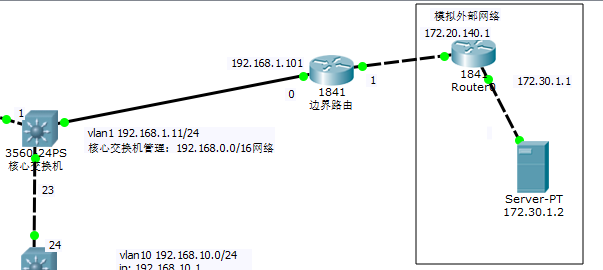 模拟外部网络
172.20.140.1
192.168.1.101
1841
边界路由
0
1
1841
Router0
172.30.1.1
1
3560-24PS
核心交换机
vlan1 192.168.1.11/24
核心交换机管理：192.168.0.0/16网络
23
24
Server-PT
172.30.1.2
vlan10 192.168.10.0/24
ip: 192.168.10.1